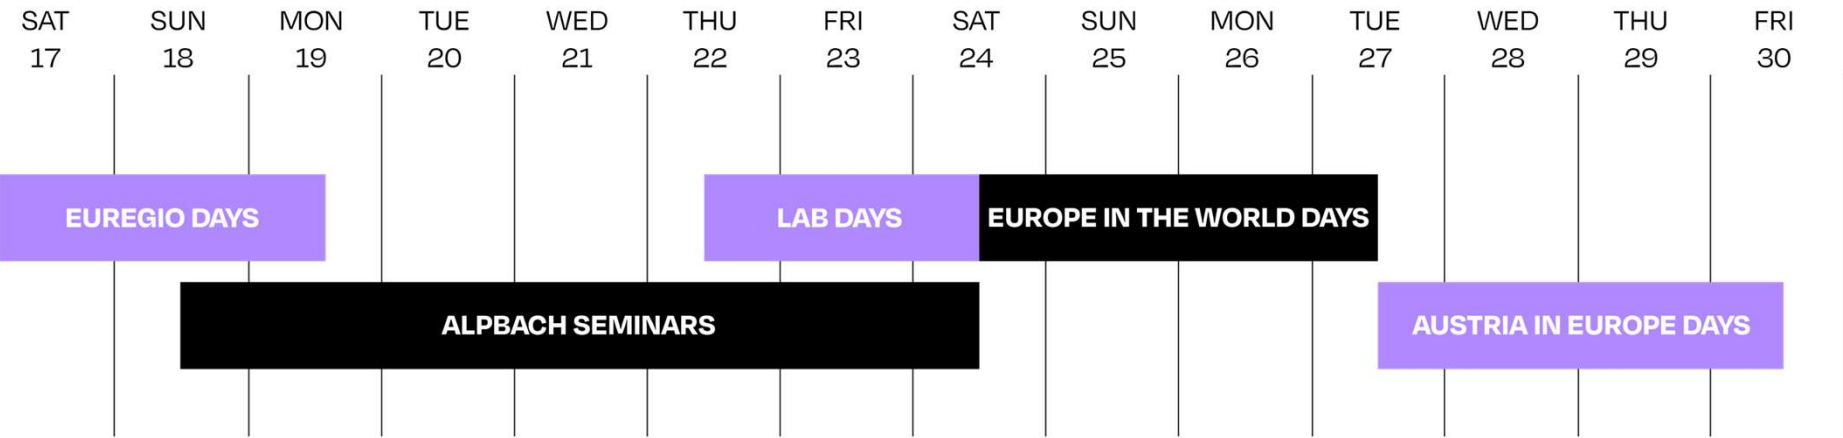 SAT SUN MON TUE WED THU FRI SAT SUN MON TUE WED THU FRI
17 18 19 20 21 22 23 24 25 26 27 28 29 30
EUREGIO DAYS LAB DAYS EUROPE IN THE WORLD DAYS
ALPBACH SEMINARS AUSTRIA IN EUROPE DAYS